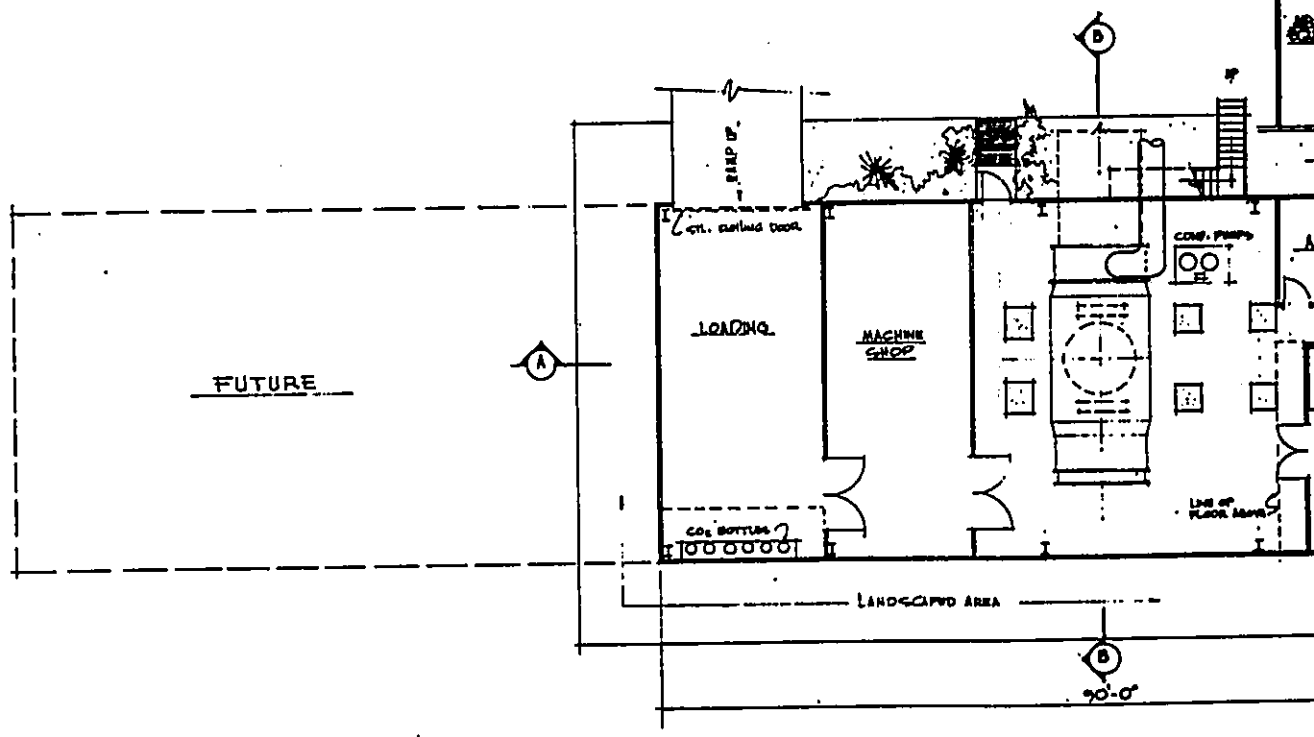 B
UP
RAMP UP.
STL. ROLLING DOOR
COND. PUMPS
LOADING
MACHINE
SHOP
A
FUTURE
LINE OF
FLOOR ABOVE
CO2 BOTTLES
LANDSCAPED AREA
B
90'-0"